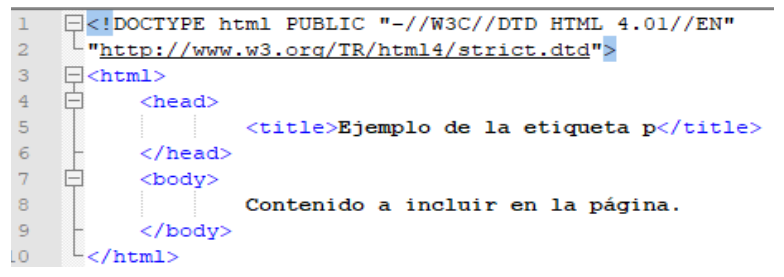 1 <!DOCTYPE html PUBLIC "-//W3C//DTD HTML 4.01//EN"
2 "http://www.w3.org/TR/html4/strict.dtd">
3 <html>
4 <head>
5 <title>Ejemplo de la etiqueta p</title>
6 </head>
7 <body>
8 Contenido a incluir en la página.
9 </body>
10 </html>